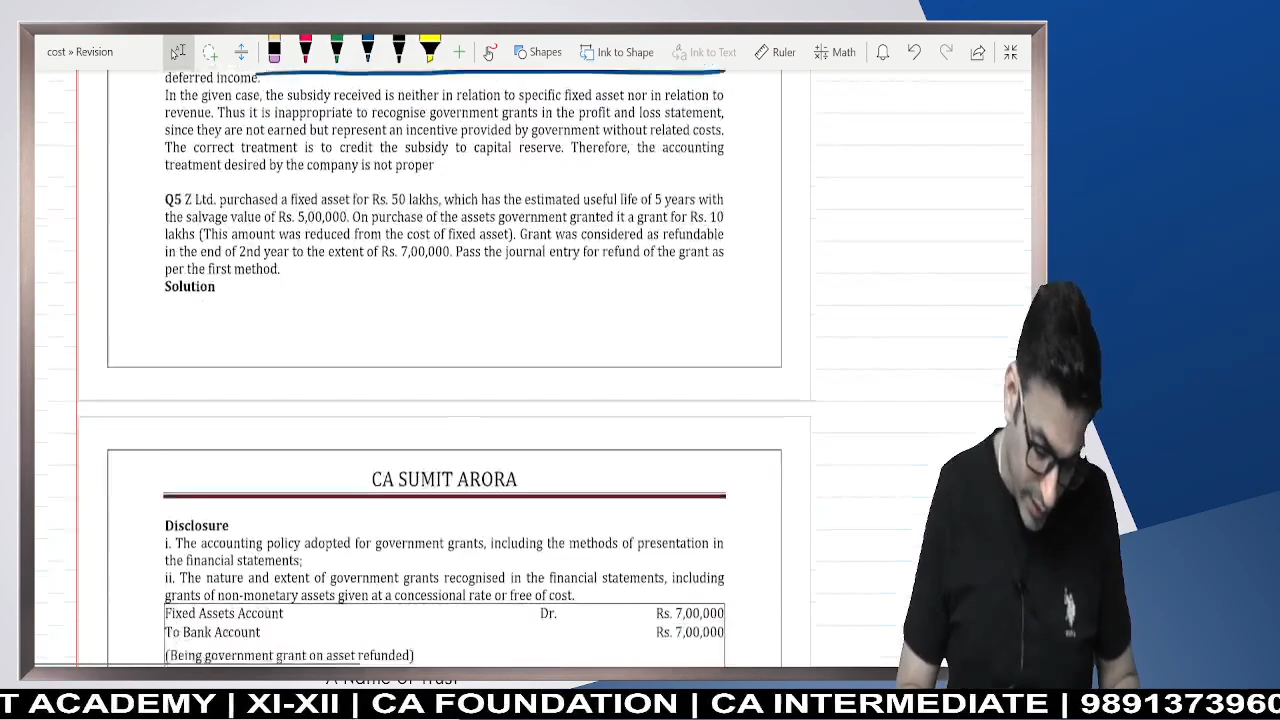 cost » Revision
Shapes
Ink to Shape
Ink to Text
Ruler
Math
deferred income.
In the given case, the subsidy received is neither in relation to specific fixed asset nor in relation to
revenue. Thus it is inappropriate to recognise government grants in the profit and loss statement,
since they are not earned but represent an incentive provided by government without related costs.
The correct treatment is to credit the subsidy to capital reserve. Therefore, the accounting
treatment desired by the company is not proper
Q5 Z Ltd. purchased a fixed asset for Rs. 50 lakhs, which has the estimated useful life of 5 years with
the salvage value of Rs. 5,00,000. On purchase of the assets government granted it a grant for Rs. 10
lakhs (This amount was reduced from the cost of fixed asset). Grant was considered as refundable
in the end of 2nd year to the extent of Rs. 7,00,000. Pass the journal entry for refund of the grant as
per the first method.
Solution
CA SUMIT ARORA
Disclosure
i. The accounting policy adopted for government grants, including the methods of presentation in
the financial statements;
ii. The nature and extent of government grants recognised in the financial statements, including
grants of non-monetary assets given at a concessional rate or free of cost.
Fixed Assets Account Dr. Rs. 7,00,000
To Bank Account Rs. 7,00,000
(Being government grant on asset refunded)
A Name Of Trust
T ACADEMY | XI-XII | CA FOUNDATION | CA INTERMEDIATE | 9891373960